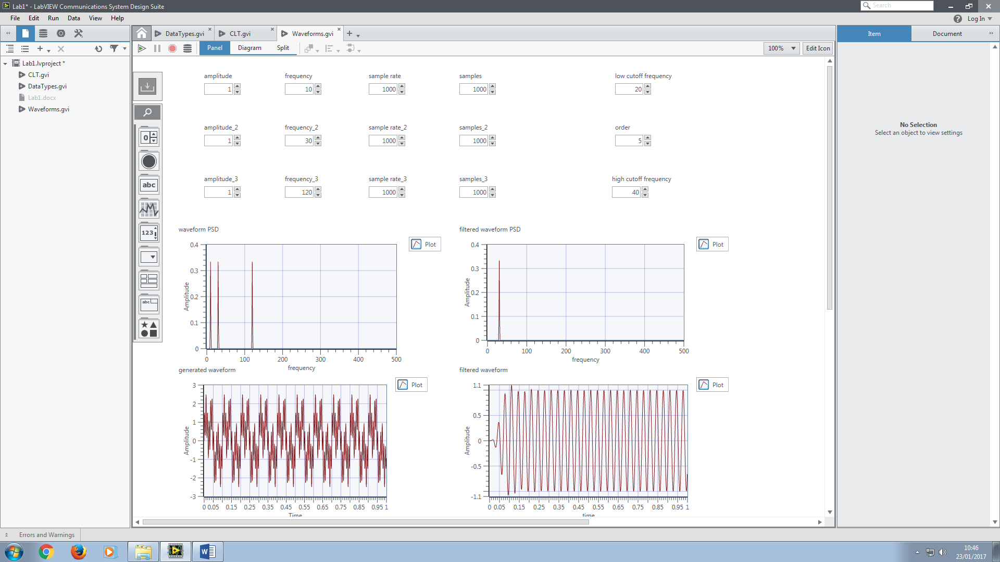 Lab1* - LabVIEW Communications System Design Suite
Search
File Edit Run Data View Help
Log In
DataTypes.gvi
CLT.gvi
Waveforms.gvi
Item
Document
Panel
Diagram
Split
100%
Edit Icon
Lab1.lvproject *
CLT.gvi
DataTypes.gvi
Lab1.docx
Waveforms.gvi
No Selection
Select an object to view settings
0
abc
123
abc
amplitude frequency sample rate samples low cutoff frequency
1 10 1000 1000 20
amplitude_2 frequency_2 sample rate_2 samples_2 order
1 30 1000 1000 5
amplitude_3 frequency_3 sample rate_3 samples_3 high cutoff frequency
1 120 1000 1000 40
waveform PSD
Plot
Amplitude
0.4
0.3
0.2
0.1
0
0 100 200 300 400 500
frequency
filtered waveform PSD
Plot
Amplitude
0.4
0.3
0.2
0.1
0
0 100 200 300 400 500
frequency
generated waveform
Plot
Amplitude
3
2
1
0
-1
-2
-3
0 0.05 0.15 0.25 0.35 0.45 0.55 0.65 0.75 0.85 0.95 1
Time
filtered waveform
Plot
Amplitude
1.1
0.5
0
-0.5
-1.1
0 0.05 0.15 0.25 0.35 0.45 0.55 0.65 0.75 0.85 0.95 1
time
Errors and Warnings
10:46
23/01/2017